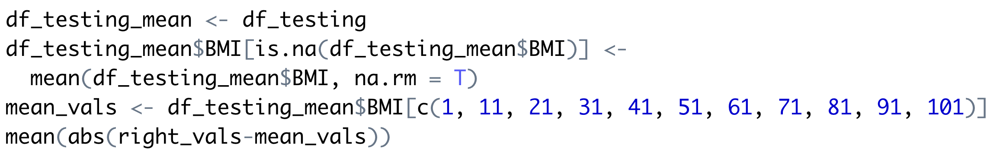 df_testing_mean <- df_testing
df_testing_mean$BMI[is.na(df_testing_mean$BMI)] <-
  mean(df_testing_mean$BMI, na.rm = T)
mean_vals <- df_testing_mean$BMI[c(1, 11, 21, 31, 41, 51, 61, 71, 81, 91, 101)]
mean(abs(right_vals-mean_vals))